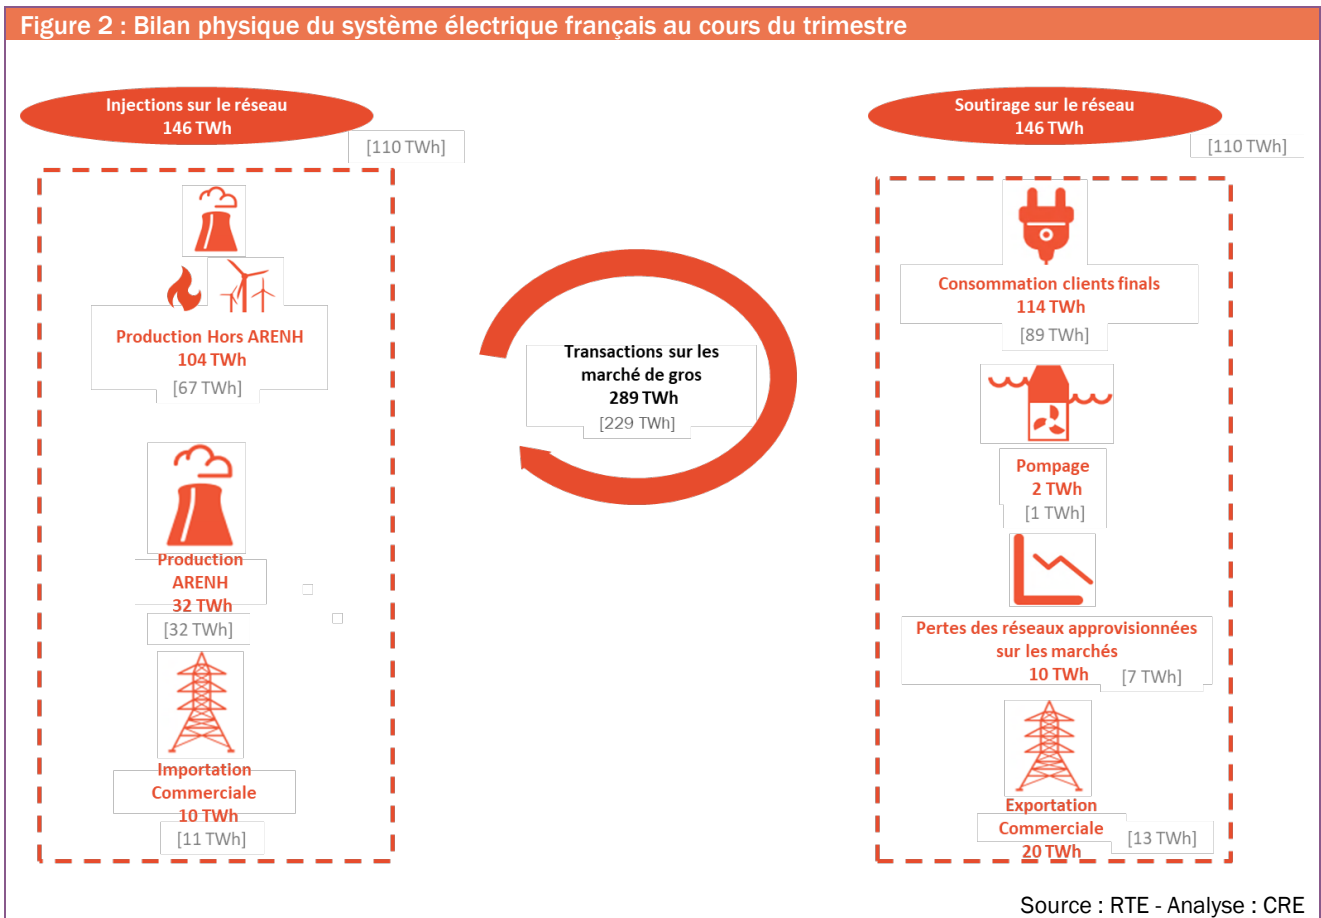 Figure 2 : Bilan physique du système électrique français au cours du trimestre
Injections sur le réseau
146 TWh
[110 TWh]
Production Hors ARENH
104 TWh
[67 TWh]
Production
ARENH
32 TWh
[32 TWh]
Importation
Commerciale
10 TWh
[11 TWh]
Transactions sur les
marché de gros
289 TWh
[229 TWh]
Soutirage sur le réseau
146 TWh
[110 TWh]
Consommation clients finals
114 TWh
[89 TWh]
Pompage
2 TWh
[1 TWh]
Pertes des réseaux approvisionnées
sur les marchés
10 TWh
[7 TWh]
Exportation
Commerciale
20 TWh
[13 TWh]
Source : RTE - Analyse : CRE